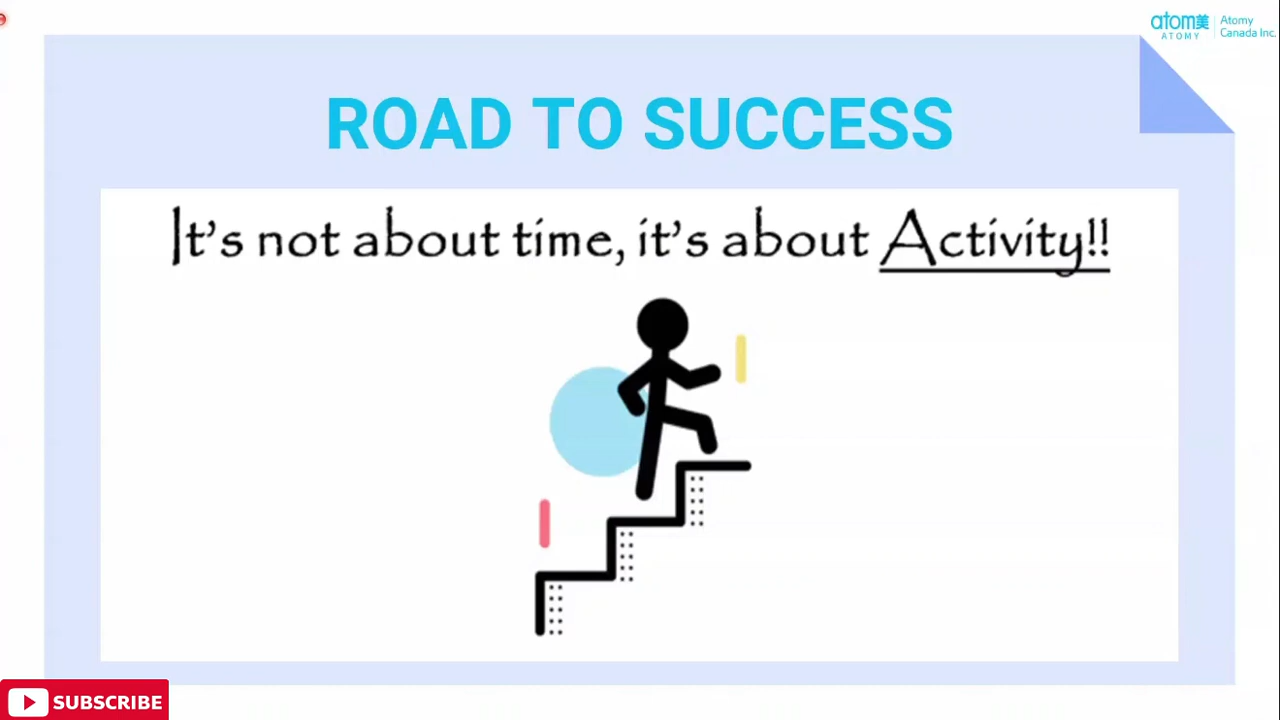 atom美 ATOMY
Atomy
Canada Inc.
ROAD TO SUCCESS
It's not about time, it's about Activity!!
SUBSCRIBE